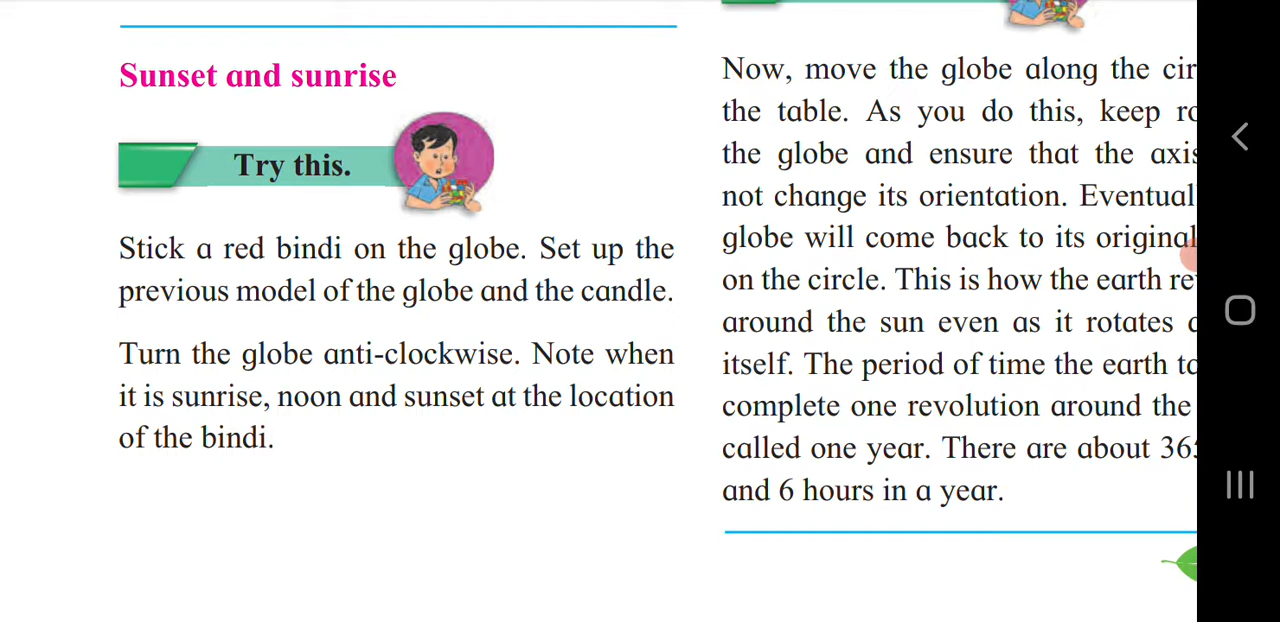 Sunset and sunrise
Try this.
Stick a red bindi on the globe. Set up the
previous model of the globe and the candle.
Turn the globe anti-clockwise. Note when
it is sunrise, noon and sunset at the location
of the bindi.
Now, move the globe along the
the table. As you do this, keep
the globe and ensure that the
not change its orientation.
globe will come back to its original
on the circle. This is how the earth
around the sun even as it rotates
itself. The period of time the earth
complete one revolution around the
called one year. There are about
and 6 hours in a year.